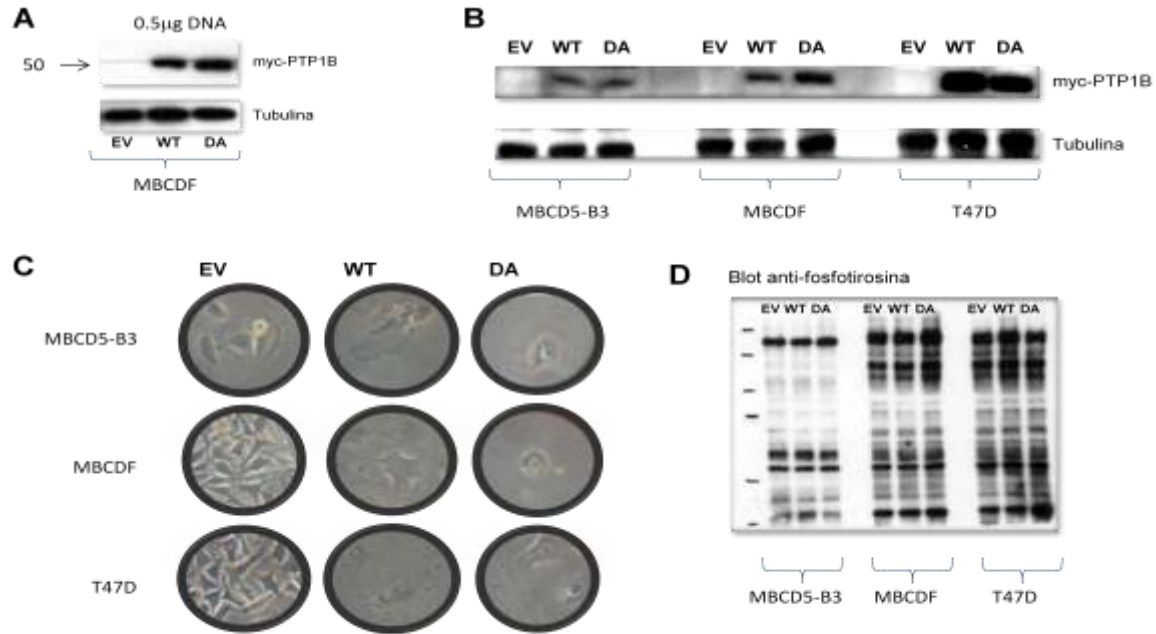 A
0.5µg DNA
50
myc-PTP1B
Tubulina
EV WT DA
MBCDF
B
EV WT DA EV WT DA EV WT DA
myc-PTP1B
Tubulina
MBCD5-B3 MBCDF T47D
C
EV WT DA
MBCD5-B3
MBCDF
T47D
D
Blot anti-fosfotirosina
EV WT DA EV WT DA EV WT DA
MBCD5-B3 MBCDF T47D